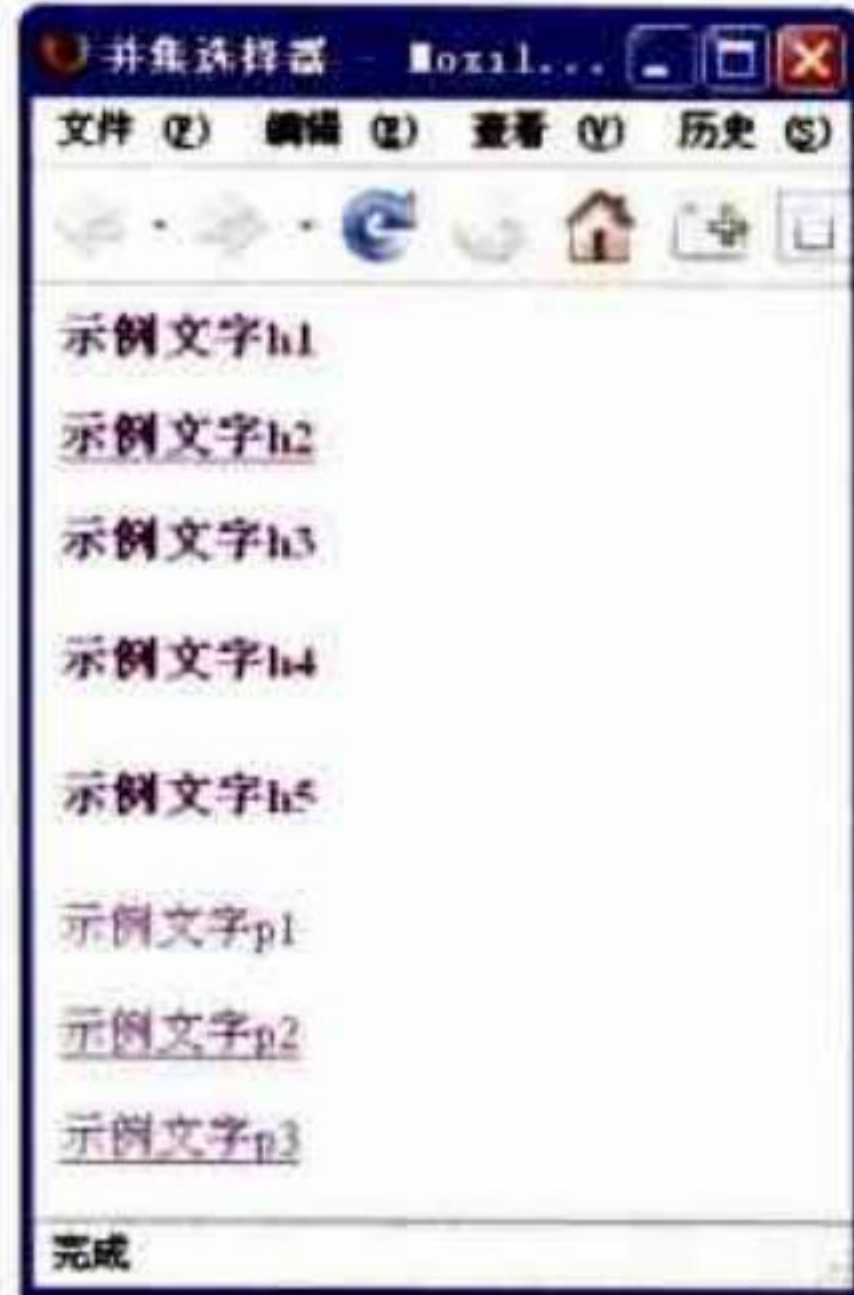 并集选择器 - Mozil...
文件 (F) 编辑 (E) 查看 (V) 历史 (S)
示例文字h1
示例文字h2
示例文字h3
示例文字h4
示例文字h5
示例文字p1
示例文字p2
示例文字p3
完成